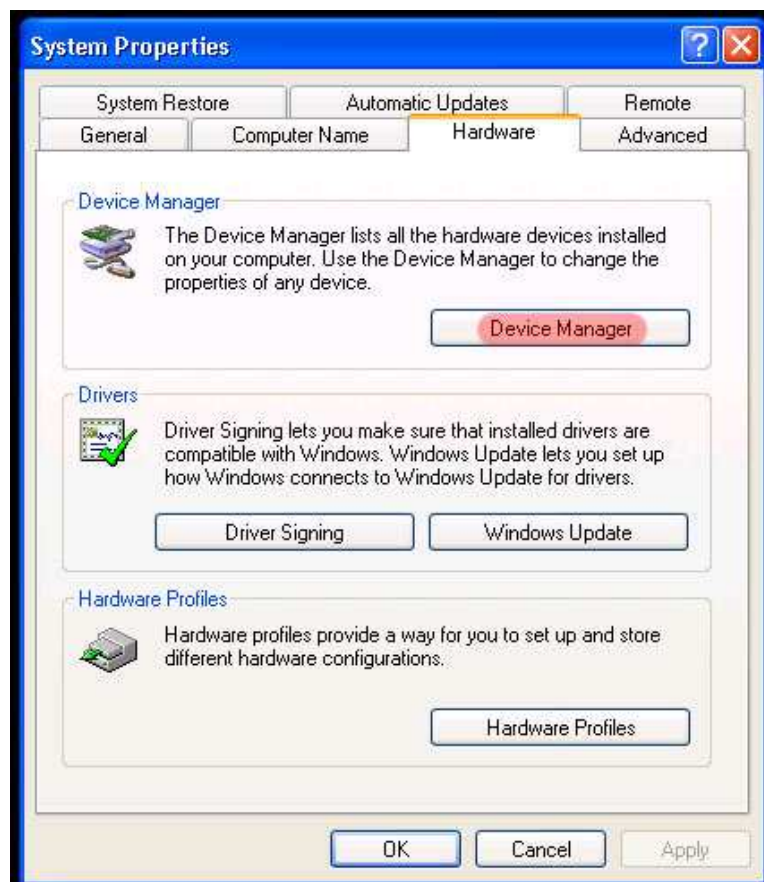 System Properties
System Restore
Automatic Updates
Remote
General
Computer Name
Hardware
Advanced
Device Manager
The Device Manager lists all the hardware devices installed
on your computer. Use the Device Manager to change the
properties of any device.
Device Manager
Drivers
Driver Signing lets you make sure that installed drivers are
compatible with Windows. Windows Update lets you set up
how Windows connects to Windows Update for drivers.
Driver Signing
Windows Update
Hardware Profiles
Hardware profiles provide a way for you to set up and store
different hardware configurations.
Hardware Profiles
OK
Cancel
Apply